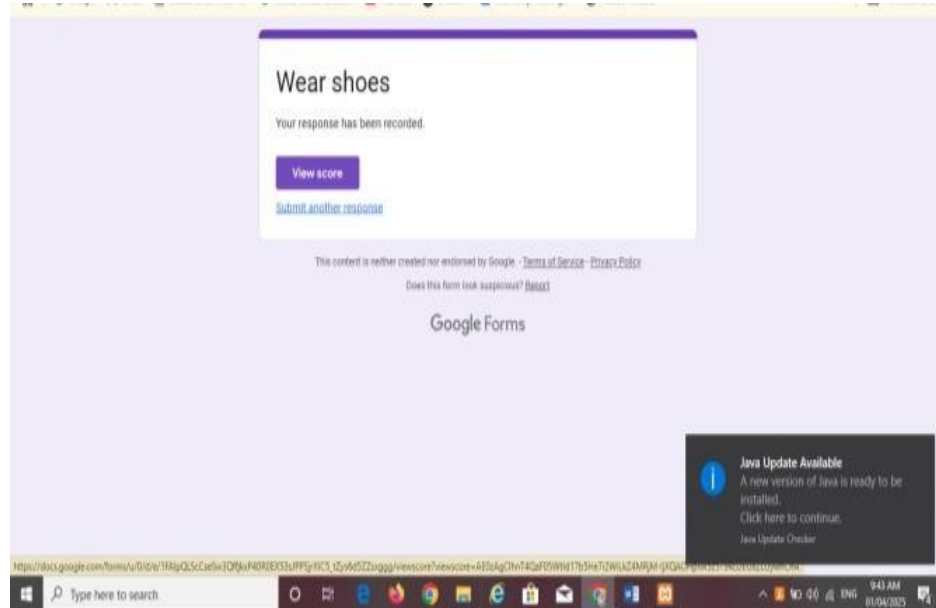 Wear shoes
Your response has been recorded.
View score
Submit another response
This content is neither created nor endorsed by Google. - Terms of Service - Privacy Policy
Does this form look suspicious? Report
Google Forms
Java Update Available
A new version of Java is ready to be
installed.
Click here to continue.
Java Update Checker
Type here to search
ENG
9:43 AM
01/04/2025